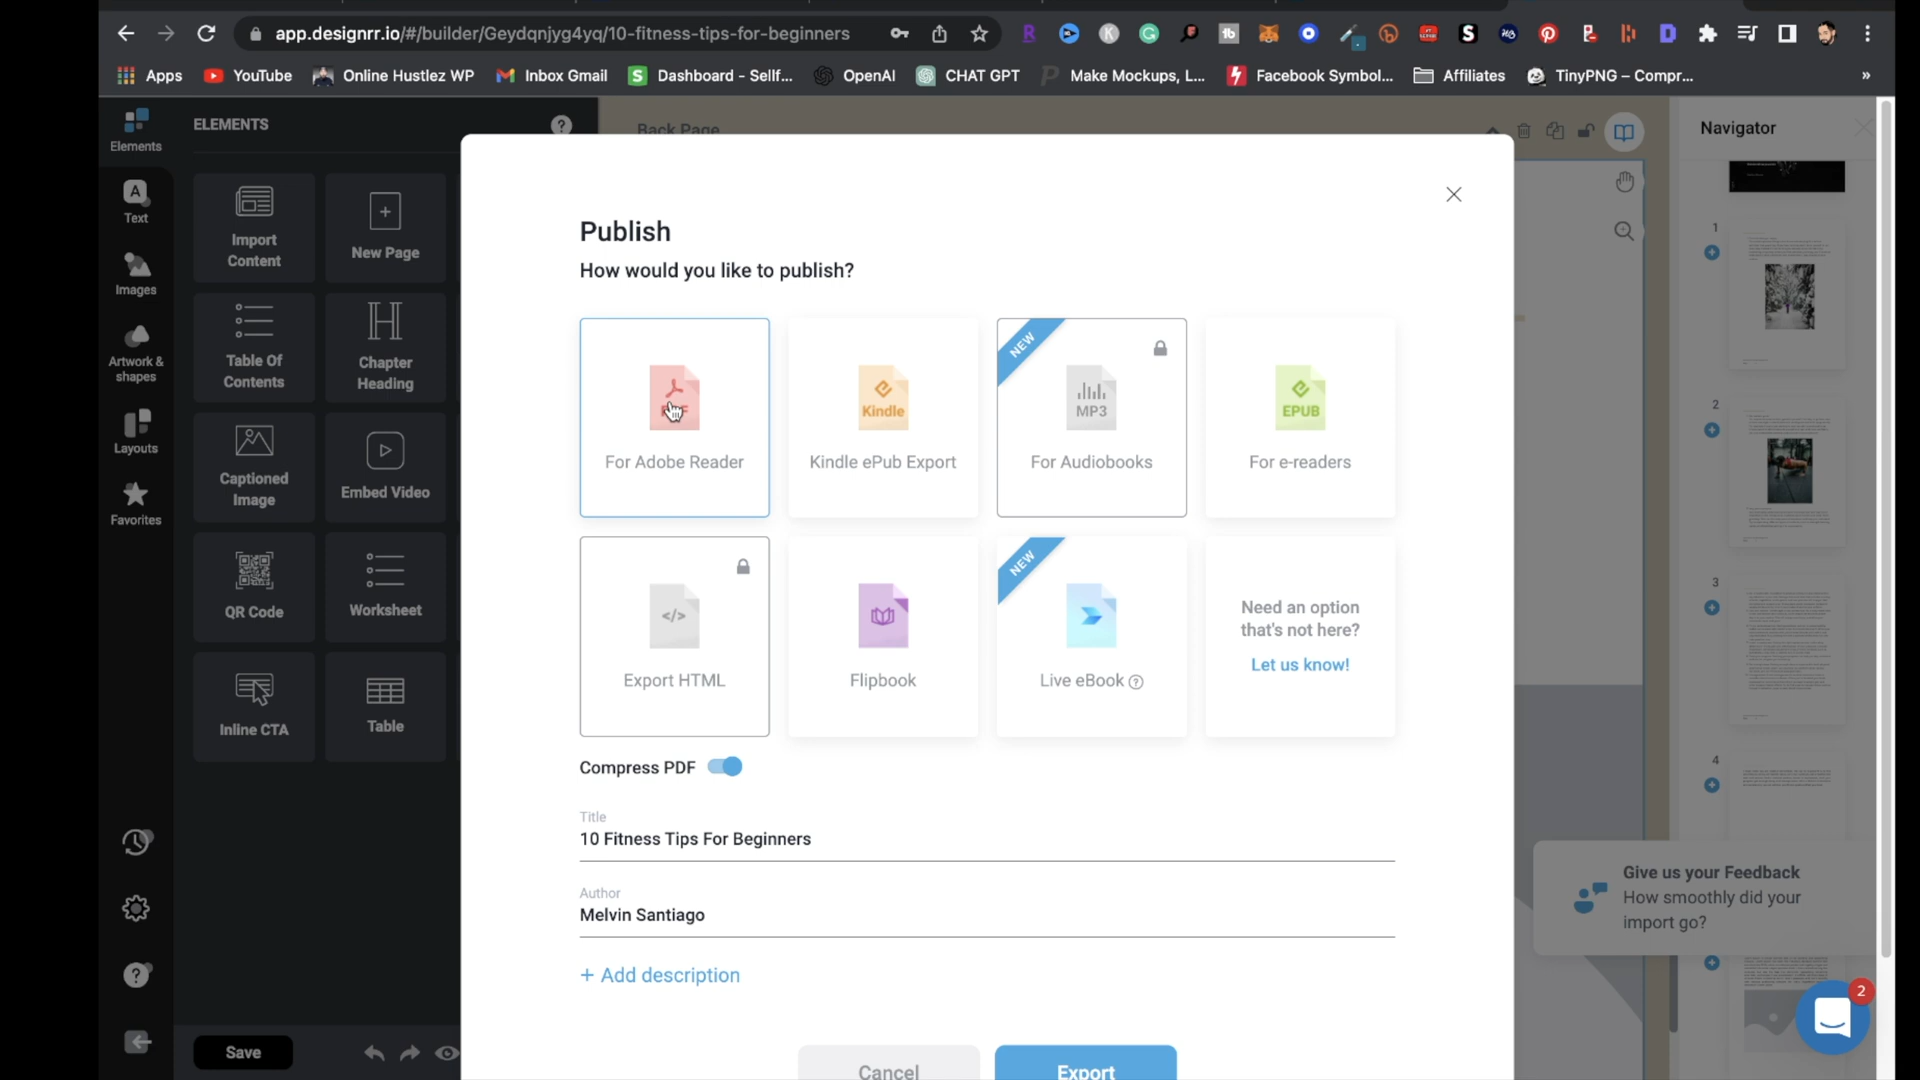 app.designrr.io/#/builder/Geydqnjyg4yq/10-fitness-tips-for-beginners
Apps
YouTube
Online Hustlez WP
Inbox Gmail
Dashboard - Sellf...
OpenAI
CHAT GPT
Make Mockups, L...
Facebook Symbol...
Affiliates
TinyPNG – Compr...
»
Elements
Text
Images
Artwork &
shapes
Layouts
Favorites
ELEMENTS
Import
Content
New Page
Table Of
Contents
Chapter
Heading
Captioned
Image
Embed Video
QR Code
Worksheet
Inline CTA
Table
Save
Back Page
Publish
How would you like to publish?
For Adobe Reader
Kindle
Kindle ePub Export
NEW
MP3
For Audiobooks
EPUB
For e-readers
</>
Export HTML
Flipbook
NEW
Live eBook
Need an option
that's not here?
Let us know!
Compress PDF
Title
10 Fitness Tips For Beginners
Author
Melvin Santiago
+ Add description
Cancel
Export
Navigator
1
2
3
4
Give us your Feedback
How smoothly did your
import go?
2